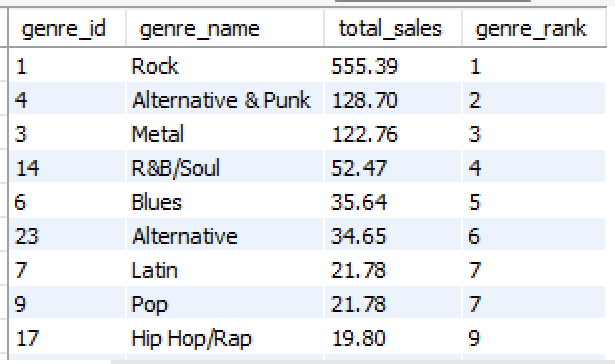 genre_id genre_name total_sales genre_rank
1 Rock 555.39 1
4 Alternative & Punk 128.70 2
3 Metal 122.76 3
14 R&B/Soul 52.47 4
6 Blues 35.64 5
23 Alternative 34.65 6
7 Latin 21.78 7
9 Pop 21.78 7
17 Hip Hop/Rap 19.80 9